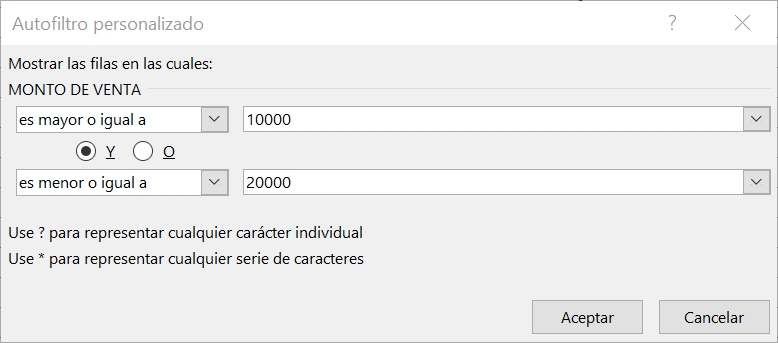 Autofiltro personalizado ?
Mostrar las filas en las cuales:
MONTO DE VENTA
es mayor o igual a 10000
Y O
es menor o igual a 20000
Use ? para representar cualquier carácter individual
Use * para representar cualquier serie de caracteres
Aceptar Cancelar